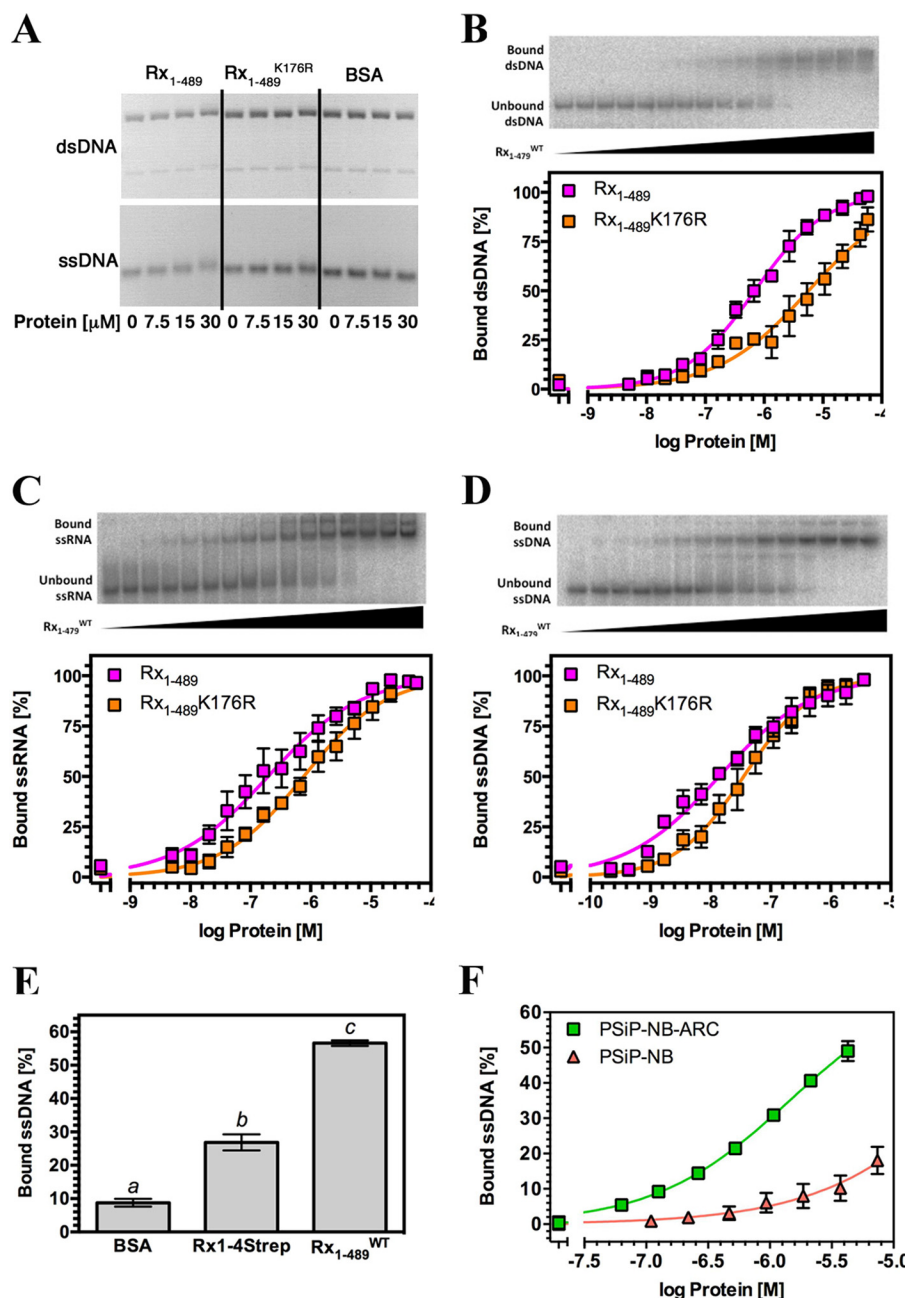 A
Rx1-489 Rx1-489K176R BSA
dsDNA
ssDNA
Protein [µM] 0 7.5 15 30 0 7.5 15 30 0 7.5 15 30
B
Bound dsDNA
Unbound dsDNA
Rx1-479WT
Rx1-489
Rx1-489K176R
Bound dsDNA [%]
100
75
50
25
0
-9 -8 -7 -6 -5 -4
log Protein [M]
C
Bound ssRNA
Unbound ssRNA
Rx1-479WT
Rx1-489
Rx1-489K176R
Bound ssRNA [%]
100
75
50
25
0
-9 -8 -7 -6 -5 -4
log Protein [M]
D
Bound ssDNA
Unbound ssDNA
Rx1-479WT
Rx1-489
Rx1-489K176R
Bound ssDNA [%]
100
75
50
25
0
-10 -9 -8 -7 -6 -5
log Protein [M]
E
Bound ssDNA [%]
60
50
40
30
20
10
0
a
b
c
BSA Rx1-4Strep Rx1-489WT
F
PSiP-NB-ARC
PSiP-NB
Bound ssDNA [%]
60
50
40
30
20
10
0
-7.5 -7.0 -6.5 -6.0 -5.5 -5.0
log Protein [M]